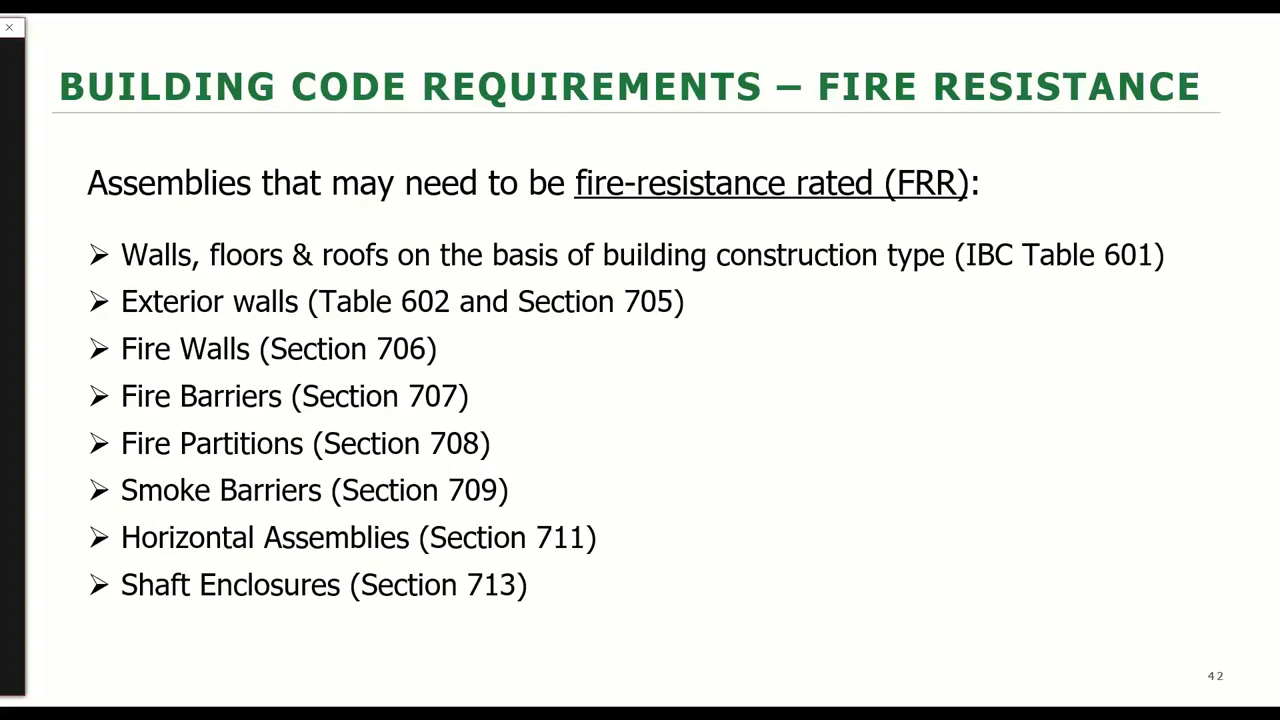 BUILDING CODE REQUIREMENTS – FIRE RESISTANCE
Assemblies that may need to be fire-resistance rated (FRR):
➢ Walls, floors & roofs on the basis of building construction type (IBC Table 601)
➢ Exterior walls (Table 602 and Section 705)
➢ Fire Walls (Section 706)
➢ Fire Barriers (Section 707)
➢ Fire Partitions (Section 708)
➢ Smoke Barriers (Section 709)
➢ Horizontal Assemblies (Section 711)
➢ Shaft Enclosures (Section 713)
42